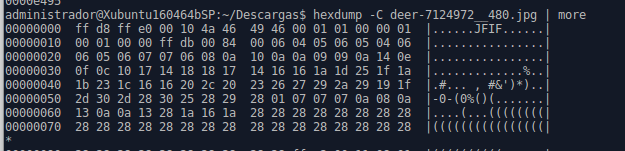 0000e495
administrador@Xubuntu160464bSP:~/Descargas$ hexdump -C deer-7124972__480.jpg | more
00000000  ff d8 ff e0 00 10 4a 46  49 46 00 01 01 00 00 01  |......JFIF......|
00000010  00 01 00 00 ff db 00 84  00 06 04 05 06 05 04 06  |................|
00000020  06 05 06 07 07 06 08 0a  10 0a 0a 09 09 0a 14 0e  |................|
00000030  0f 0c 10 17 14 18 18 17  14 16 16 1a 1d 25 1f 1a  |.............%..|
00000040  1b 23 1c 16 16 20 2c 20  23 26 27 29 2a 29 19 1f  |.#... , #&')*)..|
00000050  2d 30 2d 28 30 25 28 29  28 01 07 07 07 0a 08 0a  |-0-(0%()(.......|
00000060  13 0a 0a 13 28 1a 16 1a  28 28 28 28 28 28 28 28  |....(...((((((((|
00000070  28 28 28 28 28 28 28 28  28 28 28 28 28 28 28 28  |((((((((((((((((|
*